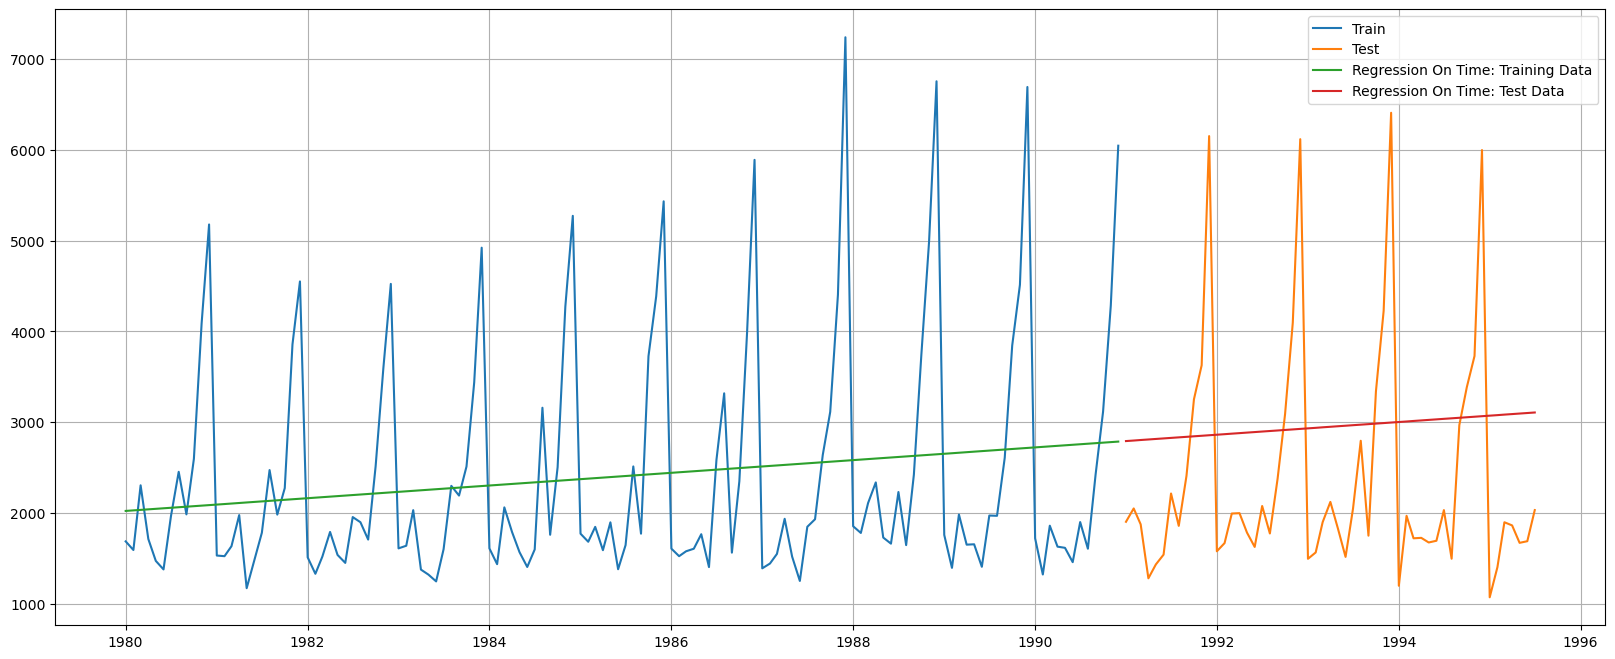 Train
Test
Regression On Time: Training Data
Regression On Time: Test Data
7000
6000
5000
4000
3000
2000
1000
1980 1982 1984 1986 1988 1990 1992 1994 1996